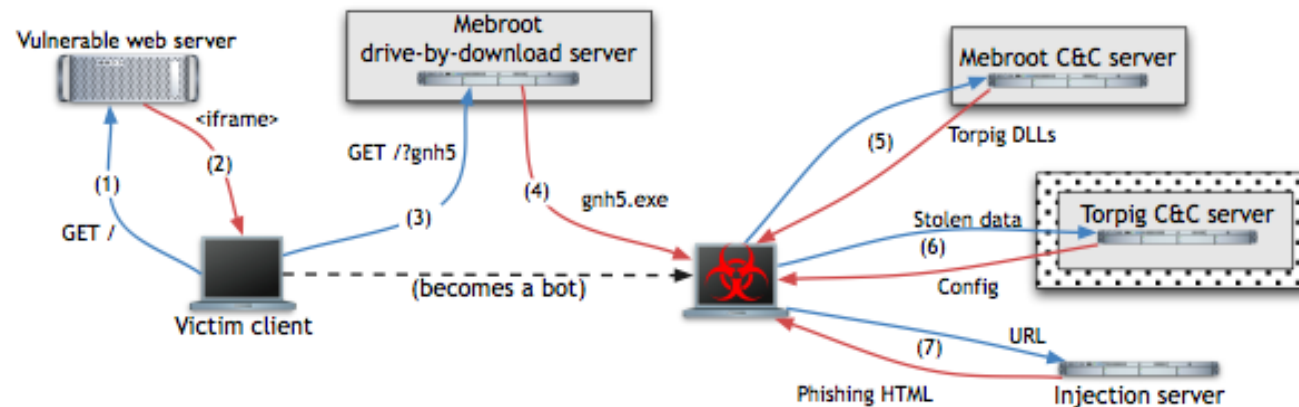 Vulnerable web server
<iframe>
(2)
(1)
GET /
Victim client
Mebroot
drive-by-download server
GET /?gnh5
(3)
(4)
gnh5.exe
(becomes a bot)
Mebroot C&C server
(5)
Torpig DLLs
Torpig C&C server
Stolen data
(6)
Config
URL
(7)
Phishing HTML
Injection server